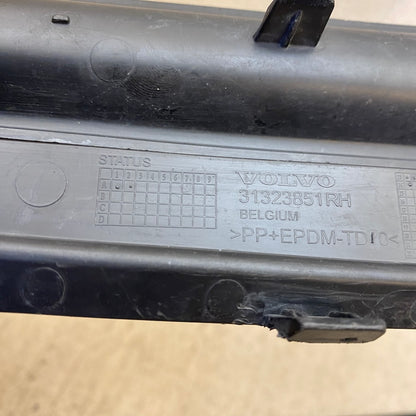 STATUS
1 2 3 4 5 6 7 8 9
A
B
C
D
VOLVO
31323851RH
BELGIUM
>PP+EPDM-TD10<